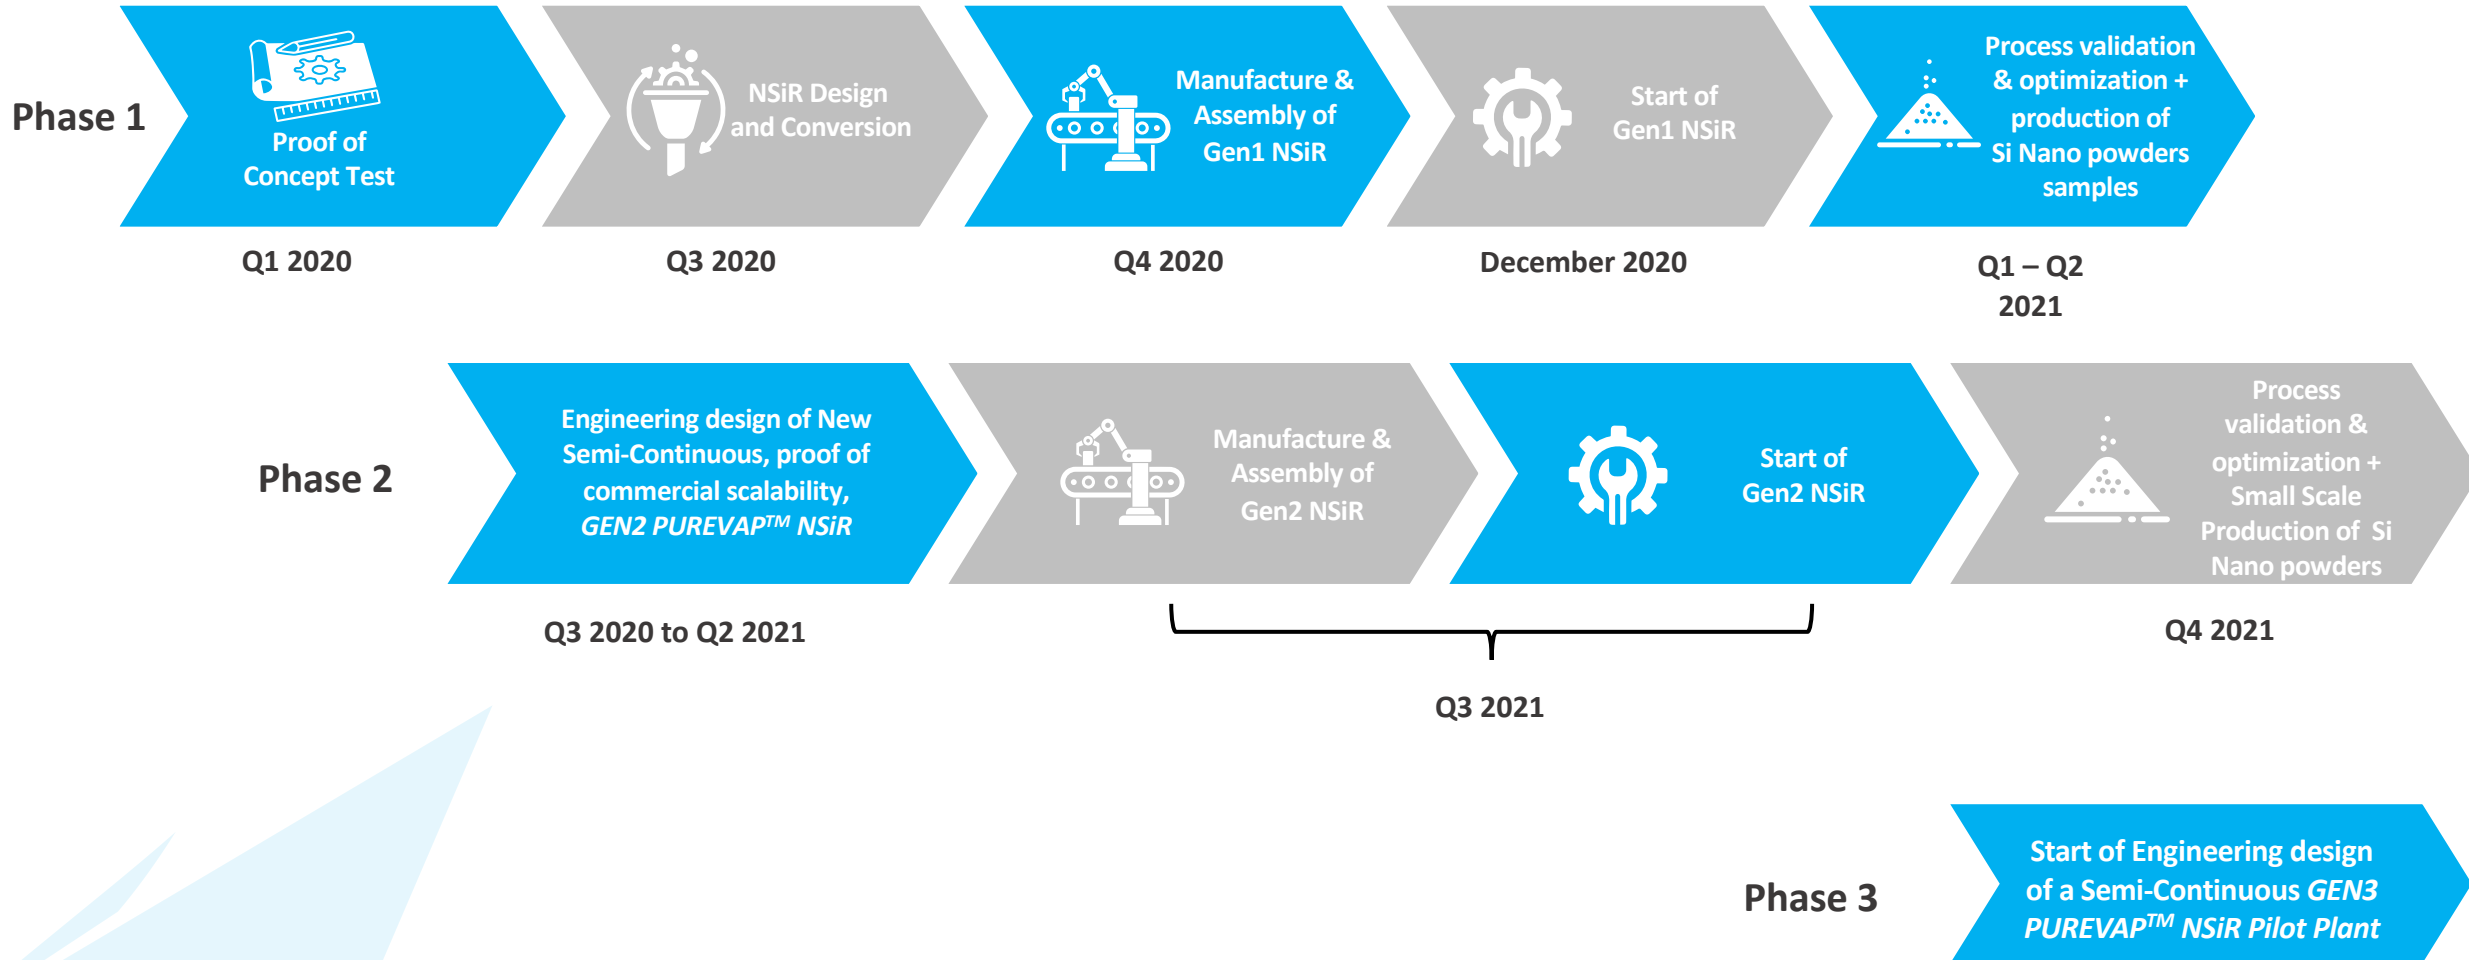 Phase 1
Proof of
Concept Test
NSiR Design
and Conversion
Manufacture &
Assembly of
Gen1 NSiR
Start of
Gen1 NSiR
Process validation
& optimization +
production of
Si Nano powders
samples
Q1 2020
Q3 2020
Q4 2020
December 2020
Q1 – Q2
2021
Phase 2
Engineering design of New
Semi-Continuous, proof of
commercial scalability,
GEN2 PUREVAP™ NSiR
Manufacture &
Assembly of
Gen2 NSiR
Start of
Gen2 NSiR
Process
validation &
optimization +
Small Scale
Production of Si
Nano powders
Q3 2020 to Q2 2021
Q3 2021
Q4 2021
Phase 3
Start of Engineering design
of a Semi-Continuous GEN3
PUREVAP™ NSiR Pilot Plant